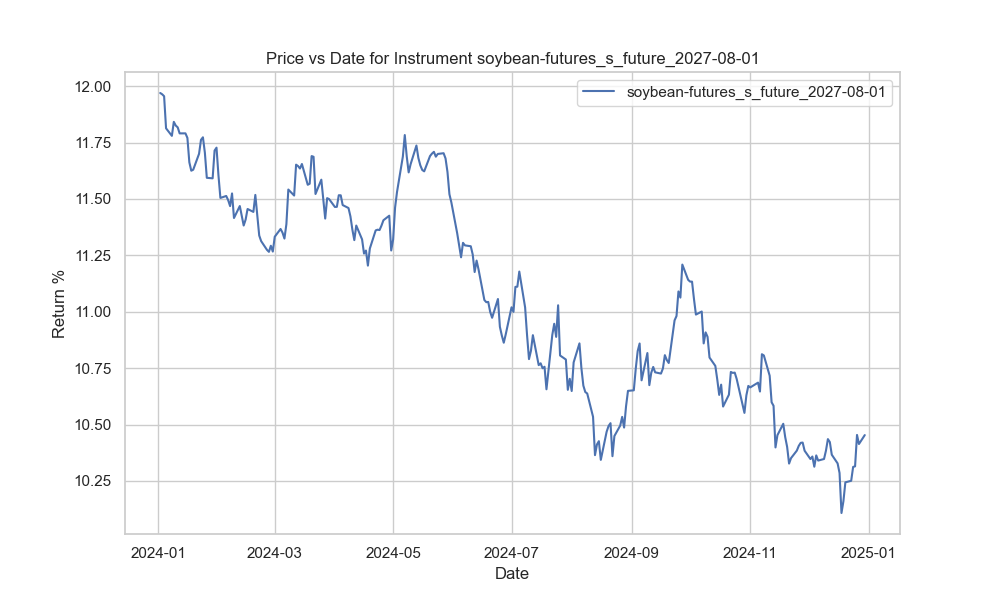 Price vs Date for Instrument soybean-futures_s_future_2027-08-01
soybean-futures_s_future_2027-08-01
Return %
12.00
11.75
11.50
11.25
11.00
10.75
10.50
10.25
2024-01 2024-03 2024-05 2024-07 2024-09 2024-11 2025-01
Date